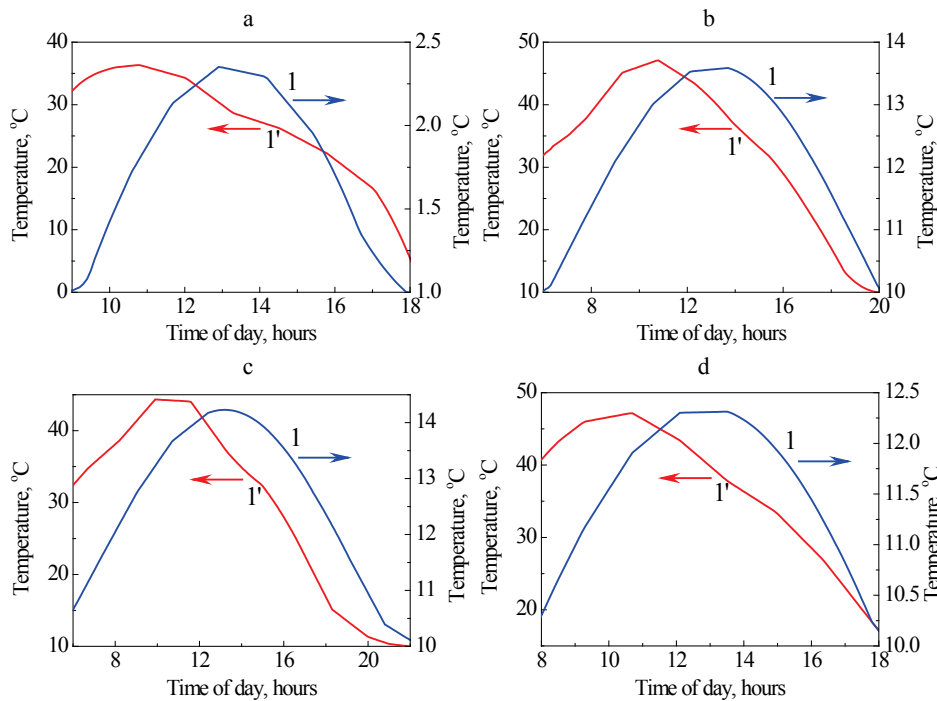 a
40
30
20
10
0
Temperature, °C
2.5
2.0
1.5
1.0
Temperature, °C
1
1'
10 12 14 16 18
Time of day, hours
b
50
40
30
20
10
Temperature, °C
14
13
12
11
10
Temperature, °C
1
1'
8 12 16 20
Time of day, hours
c
40
30
20
10
Temperature, °C
14
13
14
11
10
Temperature, °C
1
1'
8 12 16 20
Time of day, hours
d
50
40
30
20
Temperature, °C
12.5
12.0
11.5
11.0
10.5
10.0
Temperature, °C
1
1'
8 10 12 14 16 18
Time of day, hours